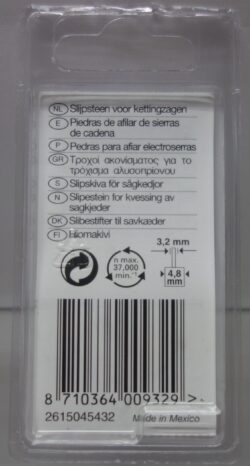 NL Slijpsteen voor kettingzagen
E Piedras de afilar de sierras
de cadena
P Pedras para afiar electroserras
GR Τροχοί ακονίσματος για το
τρόχισμα αλυσοπρίονου
S Slipskiva för sågkedjor
N Slipestein for kvessing av
sagkjeder
DK Slibestifter til savkæder
FI Hiomakivi
3,2 mm
n max.
37,000
min.⁻¹
4,8
mm
8 710364 009329 >
2615045432
Made in Mexico